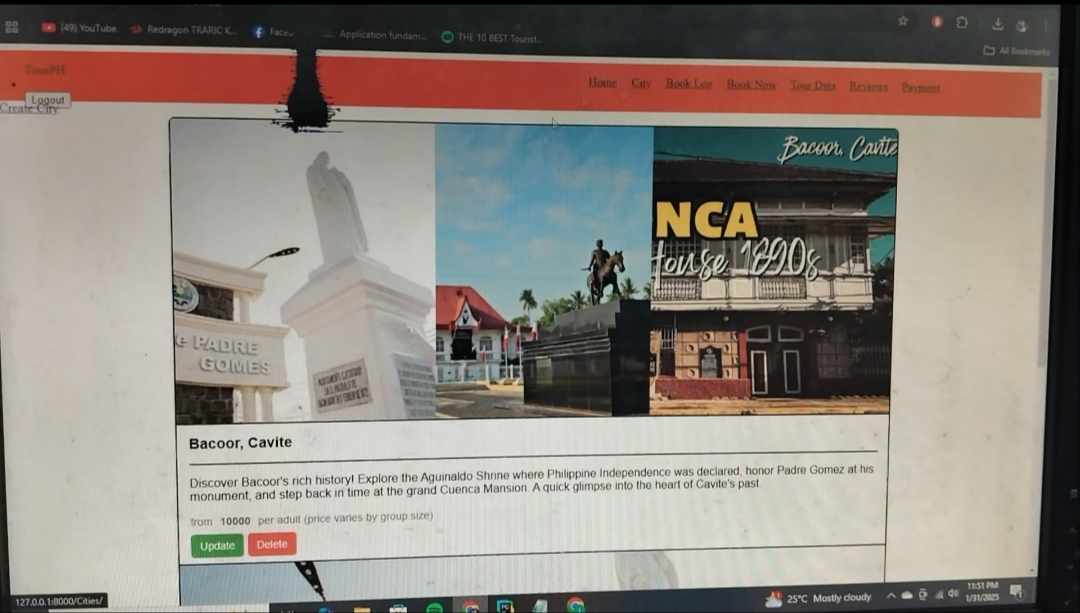 (49) YouTube Redragon TRARIC K... Face... Application fundam... THE 10 BEST Tourist...
All Bookmarks
TourPH
Home City Book List Book Now Tour Data Reviews Payment
Logout
Create City
Bacoor, Cavite
NCA
House 1890s
e PADRE
GOMES
Bacoor, Cavite
Discover Bacoor's rich history! Explore the Aguinaldo Shrine where Philippine Independence was declared, honor Padre Gomez at his
monument, and step back in time at the grand Cuenca Mansion. A quick glimpse into the heart of Cavite's past
from 10000 per adult (price varies by group size)
Update Delete
127.0.0.1:8000/Cities/
25°C Mostly cloudy
11:51 PM
1/31/2025